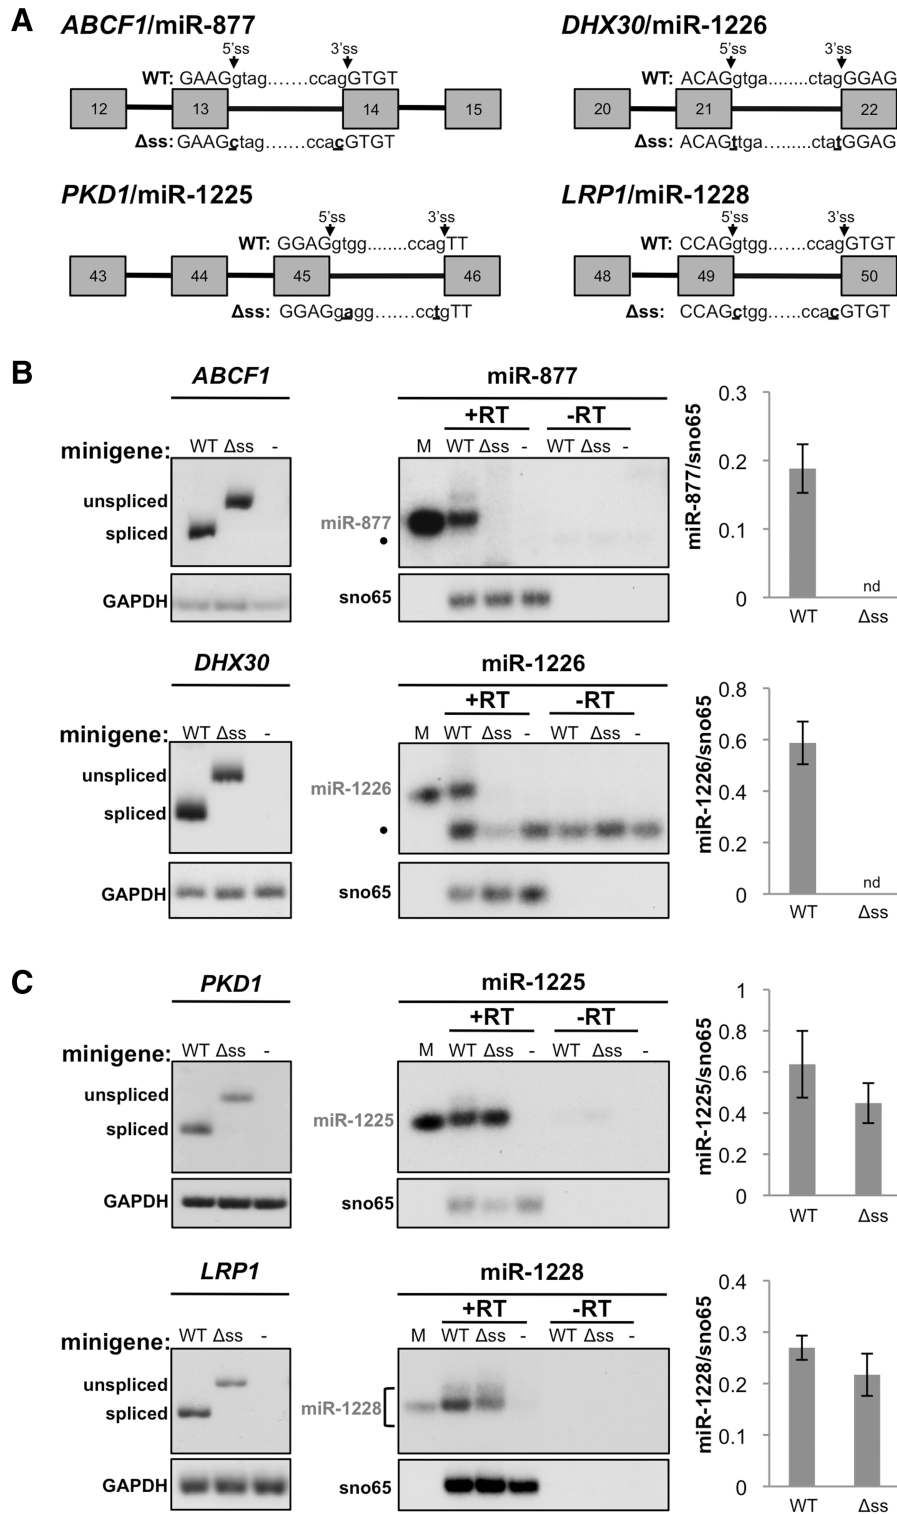 A
ABCF1/miR-877
5'ss 3'ss
WT: GAAGgtag.......ccagGTGT
12 13 14 15
Δss: GAAGctag.......ccacGTGT
DHX30/miR-1226
5'ss 3'ss
WT: ACAGgtga........ctagGGAG
20 21 22
Δss: ACAGttga.........ctatGGAG
PKD1/miR-1225
5'ss 3'ss
WT: GGAGgtgg........ccagTT
43 44 45 46
Δss: GGAGgagg.......cctgTT
LRP1/miR-1228
5'ss 3'ss
WT: CCAGgtgg.......ccagGTGT
48 49 50
Δss: CCAGctgg.......ccacGTGT
B
ABCF1
minigene: WT Δss -
unspliced
spliced
GAPDH
miR-877
+RT -RT
M WT Δss - WT Δss -
miR-877
•
sno65
miR-877/sno65
0.3
0.2
0.1
0
nd
WT Δss
DHX30
minigene: WT Δss -
unspliced
spliced
GAPDH
miR-1226
+RT -RT
M WT Δss - WT Δss -
miR-1226
•
sno65
miR-1226/sno65
0.8
0.6
0.4
0.2
0
nd
WT Δss
C
PKD1
minigene: WT Δss -
unspliced
spliced
GAPDH
miR-1225
+RT -RT
M WT Δss - WT Δss -
miR-1225
sno65
miR-1225/sno65
1
0.8
0.6
0.4
0.2
0
WT Δss
LRP1
minigene: WT Δss -
unspliced
spliced
GAPDH
miR-1228
+RT -RT
M WT Δss - WT Δss -
miR-1228
sno65
miR-1228/sno65
0.4
0.3
0.2
0.1
0
WT Δss